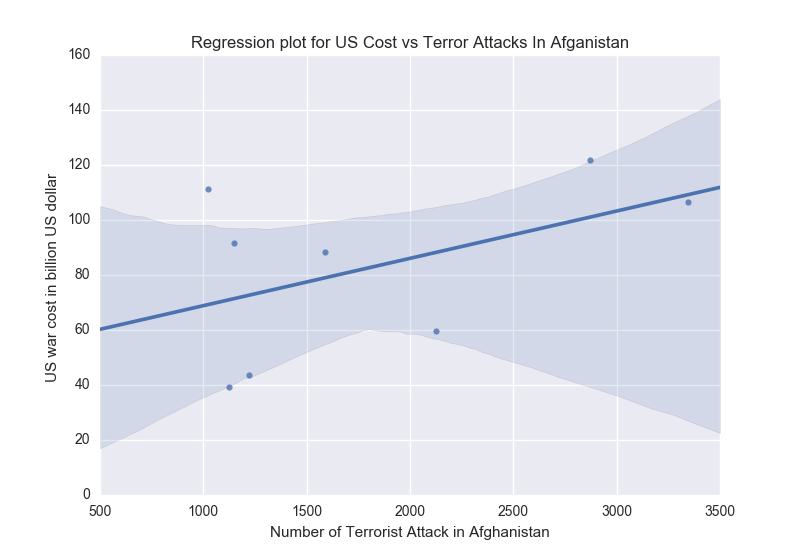 Regression plot for US Cost vs Terror Attacks In Afganistan
160
140
120
100
80
60
40
20
0
US war cost in billion US dollar
500 1000 1500 2000 2500 3000 3500
Number of Terrorist Attack in Afghanistan